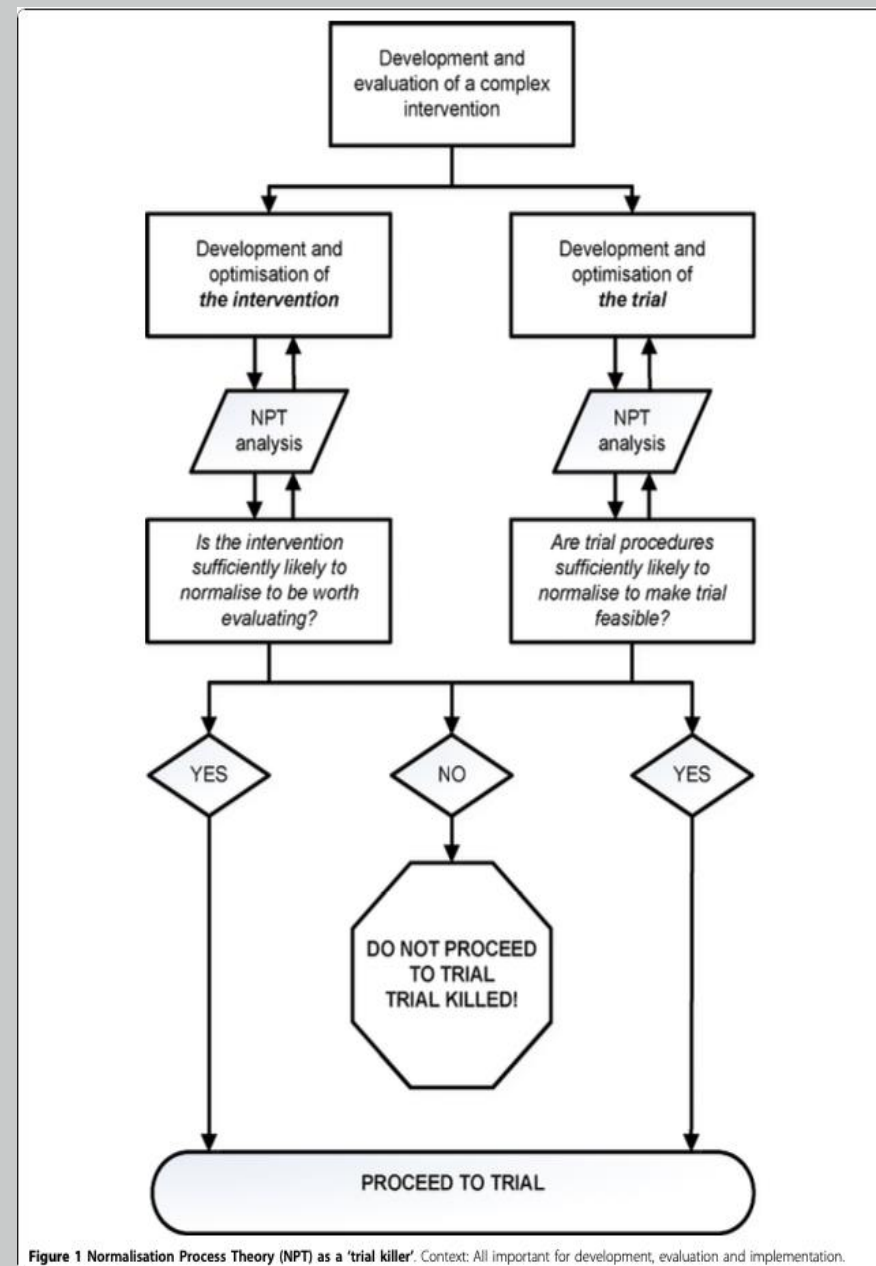 Development and
evaluation of a complex
intervention
Development and
optimisation of
the intervention
Development and
optimisation of
the trial
NPT
analysis
NPT
analysis
Is the intervention
sufficiently likely to
normalise to be worth
evaluating?
Are trial procedures
sufficiently likely to
normalise to make trial
feasible?
YES
NO
YES
DO NOT PROCEED
TO TRIAL
TRIAL KILLED!
PROCEED TO TRIAL
Figure 1 Normalisation Process Theory (NPT) as a 'trial killer'. Context: All important for development, evaluation and implementation.